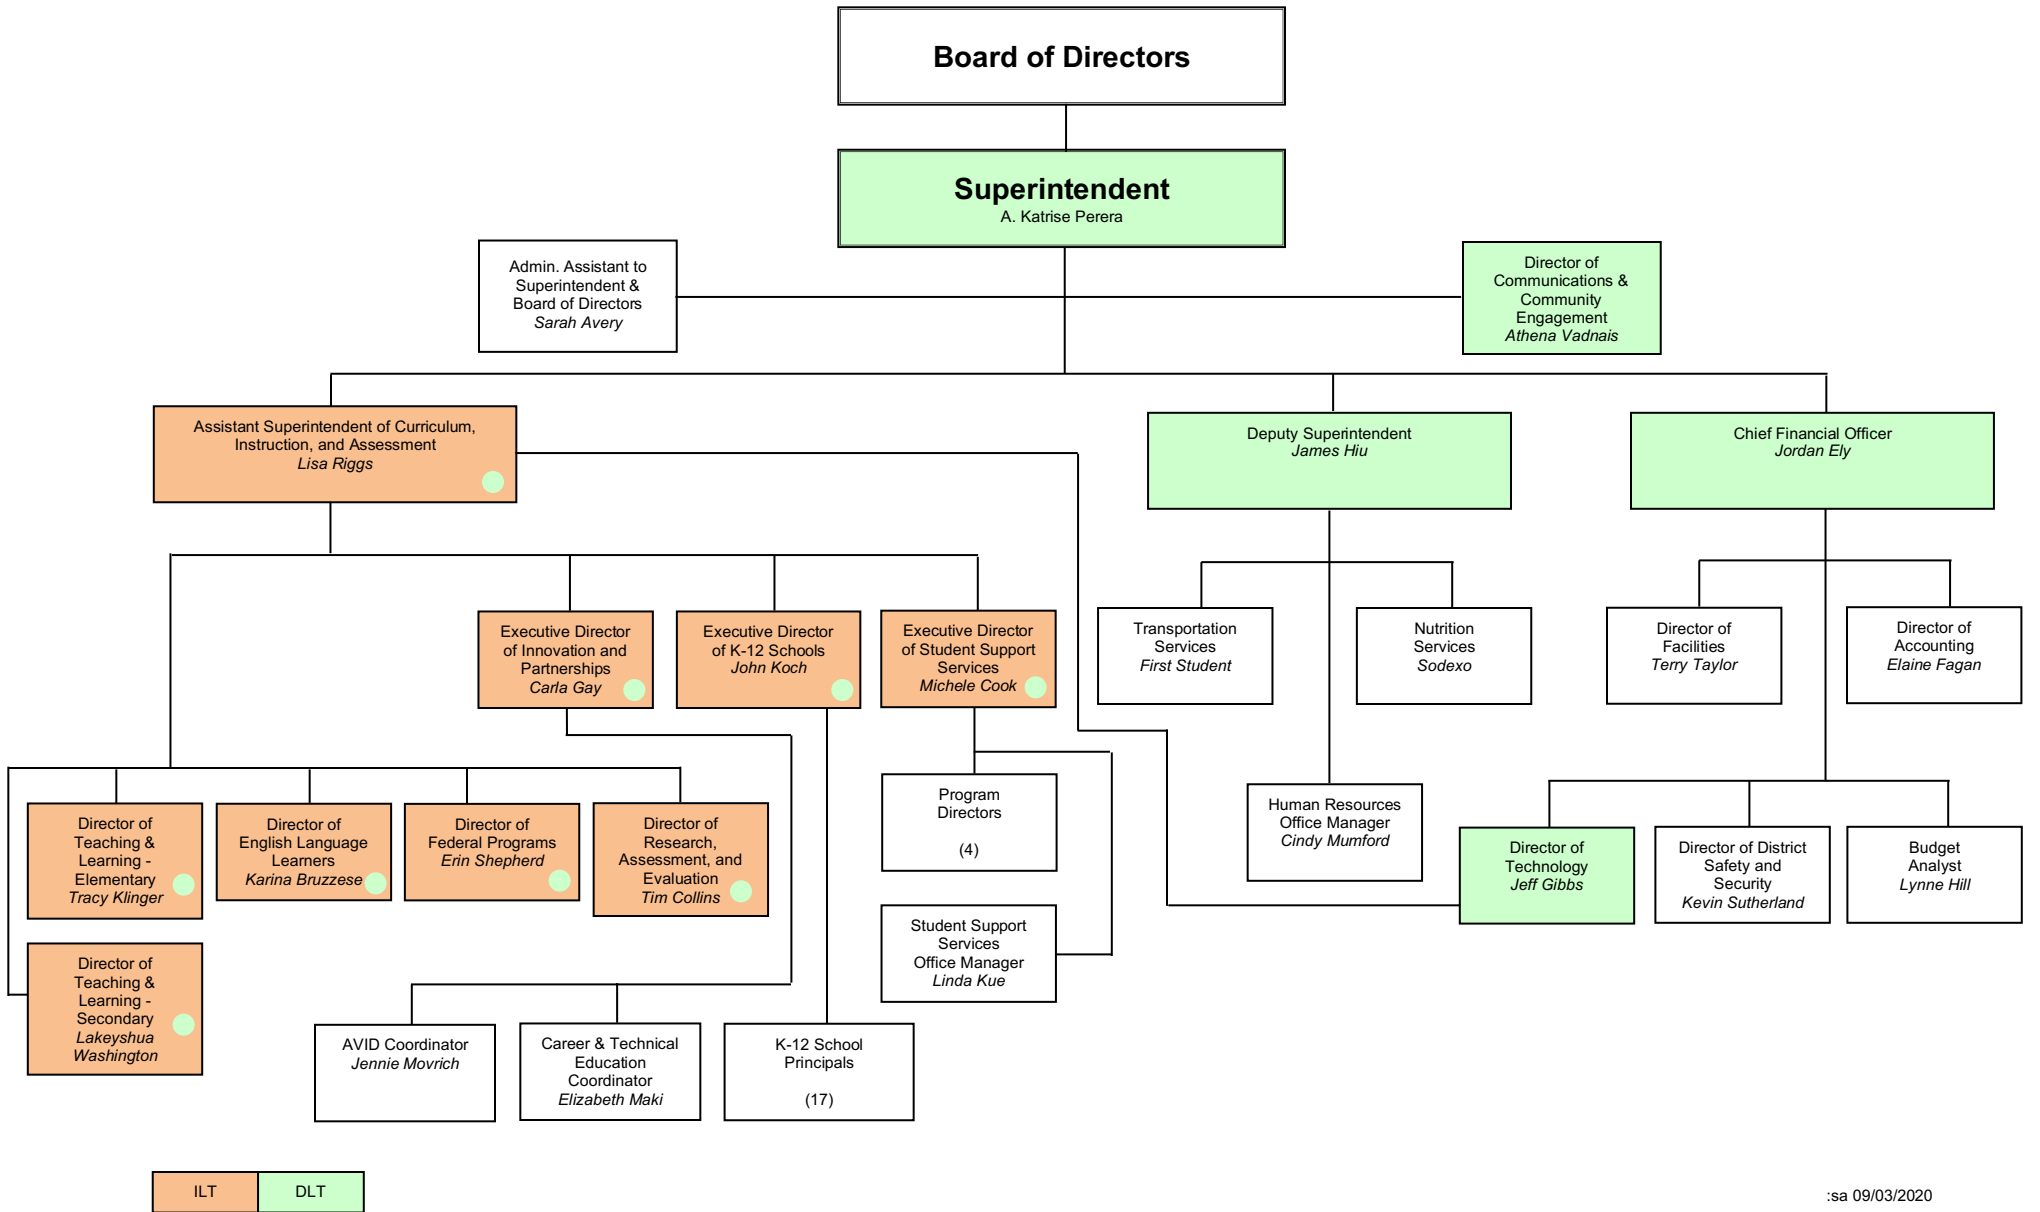 Board of Directors
Superintendent
A. Katrise Perera
Admin. Assistant to
Superintendent &
Board of Directors
Sarah Avery
Director of
Communications &
Community
Engagement
Athena Vadnais
Assistant Superintendent of Curriculum,
Instruction, and Assessment
Lisa Riggs
Deputy Superintendent
James Hiu
Chief Financial Officer
Jordan Ely
Executive Director
of Innovation and
Partnerships
Carla Gay
Executive Director
of K-12 Schools
John Koch
Executive Director
of Student Support
Services
Michele Cook
Transportation
Services
First Student
Nutrition
Services
Sodexo
Director of
Facilities
Terry Taylor
Director of
Accounting
Elaine Fagan
Director of
Teaching &
Learning -
Elementary
Tracy Klinger
Director of
English Language
Learners
Karina Bruzzese
Director of
Federal Programs
Erin Shepherd
Director of
Research,
Assessment, and
Evaluation
Tim Collins
Program
Directors
(4)
Human Resources
Office Manager
Cindy Mumford
Director of
Technology
Jeff Gibbs
Director of District
Safety and
Security
Kevin Sutherland
Budget
Analyst
Lynne Hill
Student Support
Services
Office Manager
Linda Kue
Director of
Teaching &
Learning -
Secondary
Lakeyshua
Washington
AVID Coordinator
Jennie Movrich
Career & Technical
Education
Coordinator
Elizabeth Maki
K-12 School
Principals
(17)
ILT
DLT
:sa 09/03/2020